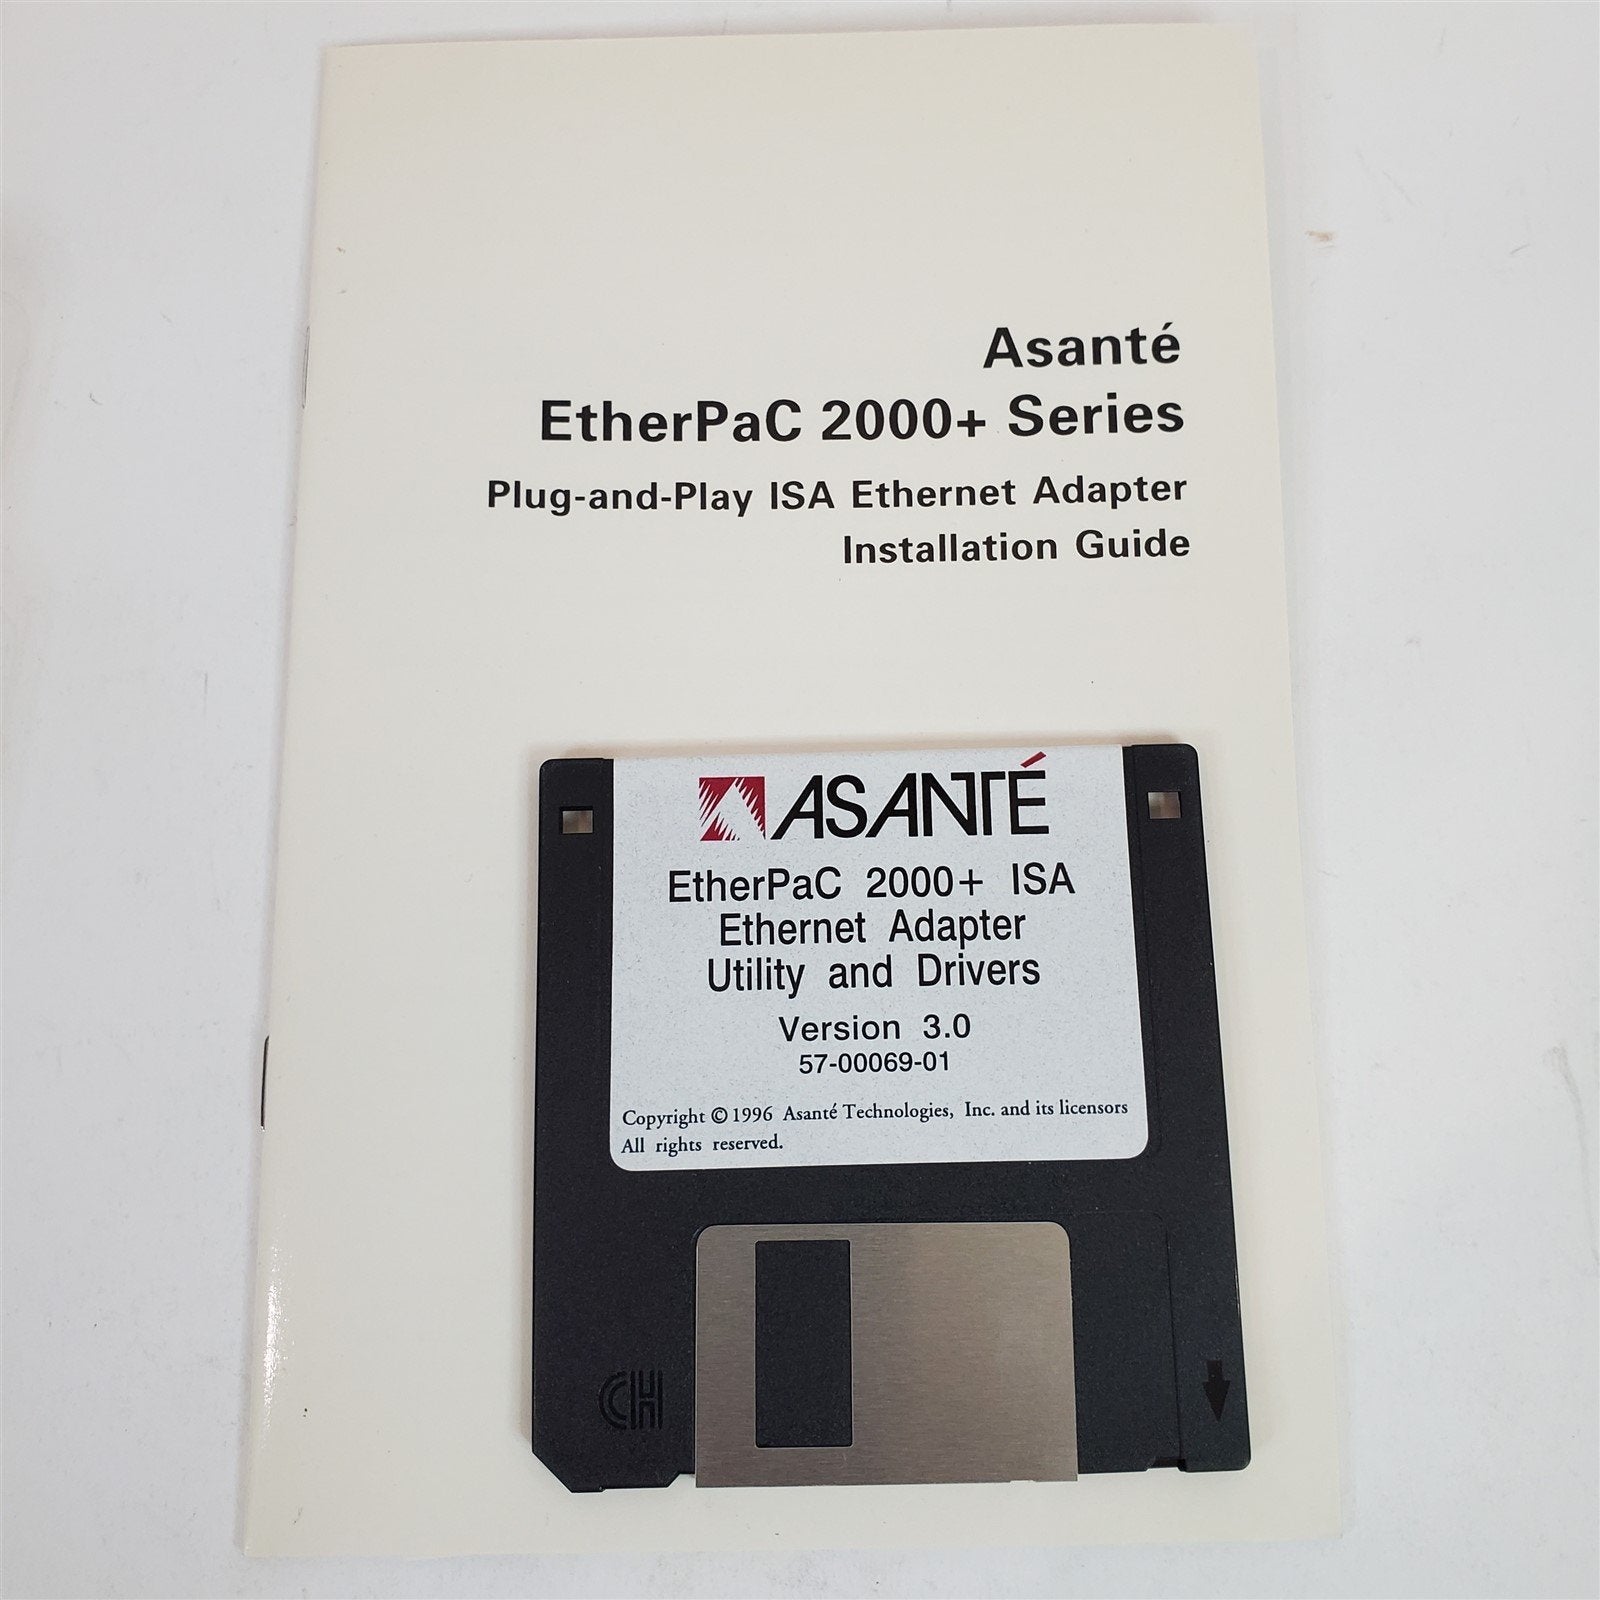 Asanté
EtherPaC 2000+ Series
Plug-and-Play ISA Ethernet Adapter
Installation Guide
ASANTÉ
EtherPaC 2000+ ISA
Ethernet Adapter
Utility and Drivers
Version 3.0
57-00069-01
Copyright © 1996 Asanté Technologies, Inc. and its licensors
All rights reserved.
CH